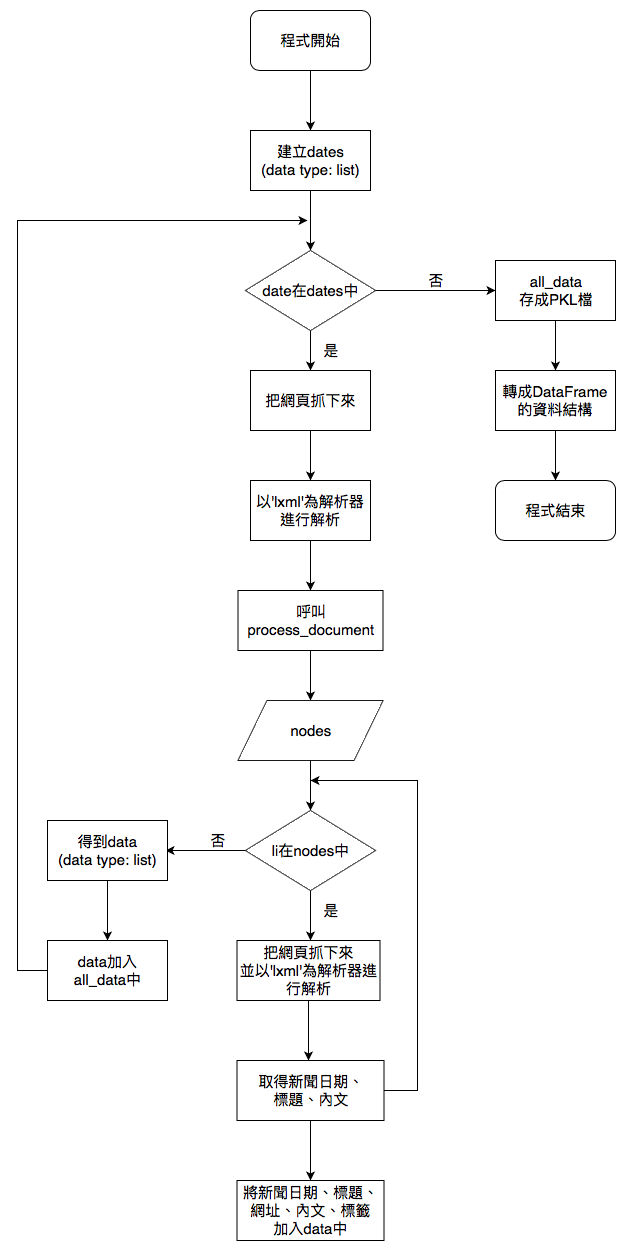 程式開始
建立dates
(data type: list)
date在dates中
否
all_data
存成PKL檔
是
把網頁抓下來
轉成DataFrame
的資料結構
以'lxml'為解析器
進行解析
程式結束
呼叫
process_document
nodes
li在nodes中
否
得到data
(data type: list)
是
data加入
all_data中
把網頁抓下來
並以'lxml'為解析器進
行解析
取得新聞日期、
標題、內文
將新聞日期、標題、
網址、內文、標籤
加入data中